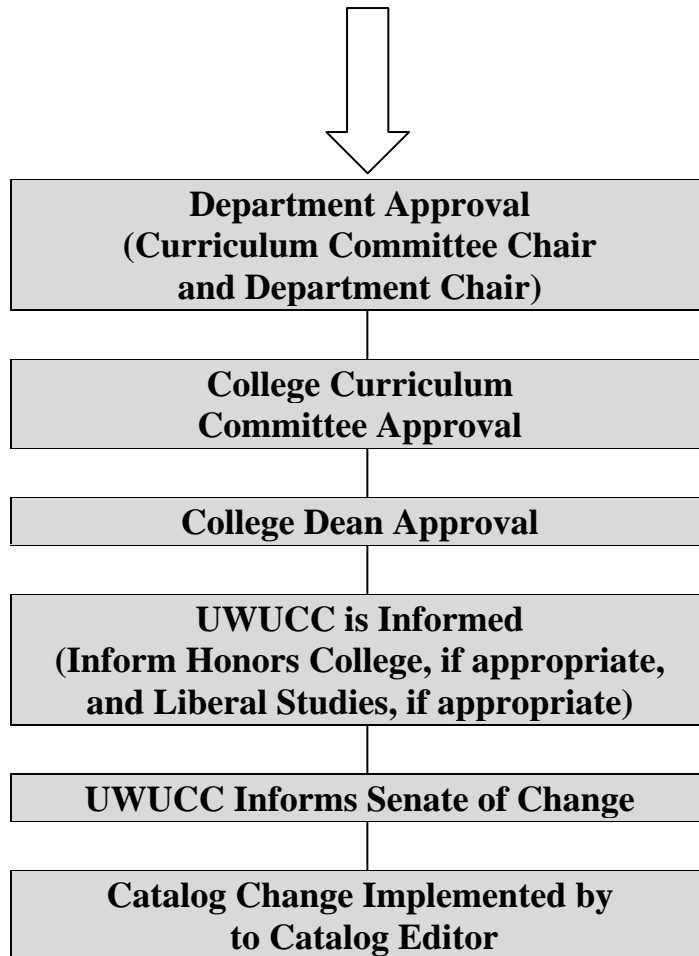 Department Approval
(Curriculum Committee Chair
and Department Chair)
College Curriculum
Committee Approval
College Dean Approval
UWUCC is Informed
(Inform Honors College, if appropriate,
and Liberal Studies, if appropriate)
UWUCC Informs Senate of Change
Catalog Change Implemented by
to Catalog Editor